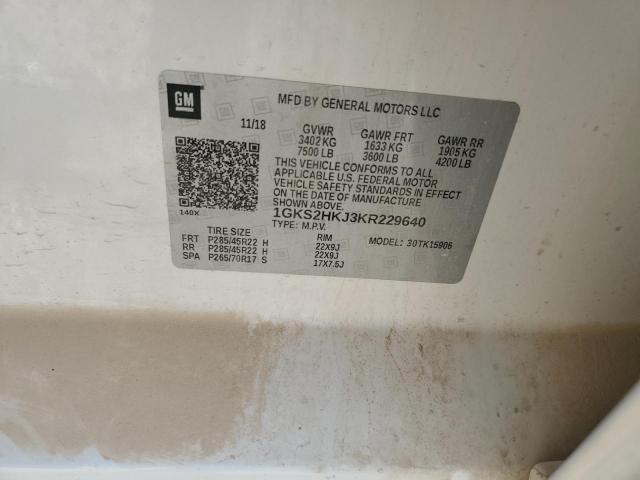 GM
MFD BY GENERAL MOTORS LLC
11/18
GVWR GAWR FRT GAWR RR
3402 KG 1633 KG 1905 KG
7500 LB 3600 LB 4200 LB
THIS VEHICLE CONFORMS TO ALL
APPLICABLE U.S. FEDERAL MOTOR
VEHICLE SAFETY STANDARDS IN EFFECT
ON THE DATE OF MANUFACTURE
SHOWN ABOVE.
140X
1GKS2HKJ3KR229640
TYPE: M.P.V. MODEL: 30TK15906
TIRE SIZE RIM
FRT P285/45R22 H 22X9J
RR P285/45R22 H 22X9J
SPA P265/70R17 S 17X7.5J